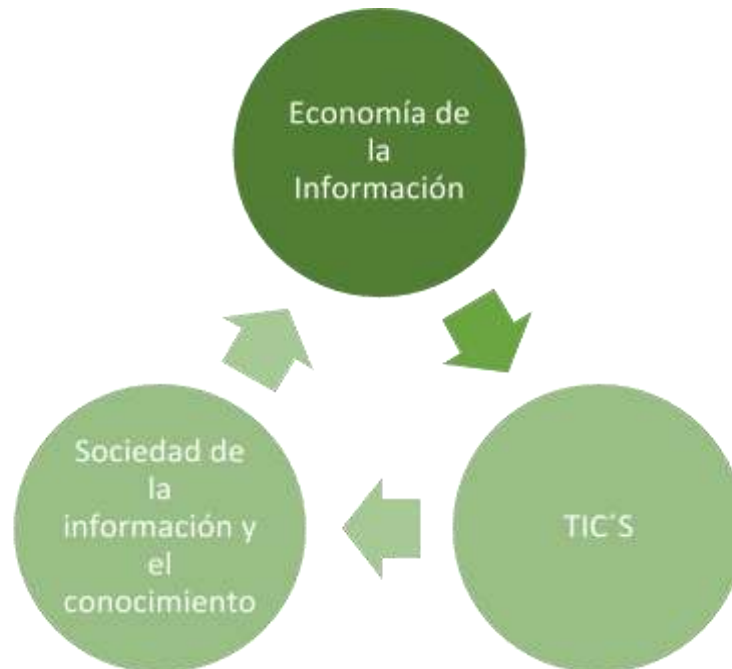 Economía de
la
Información
Sociedad de
la
información y
el
conocimiento
TIC´S